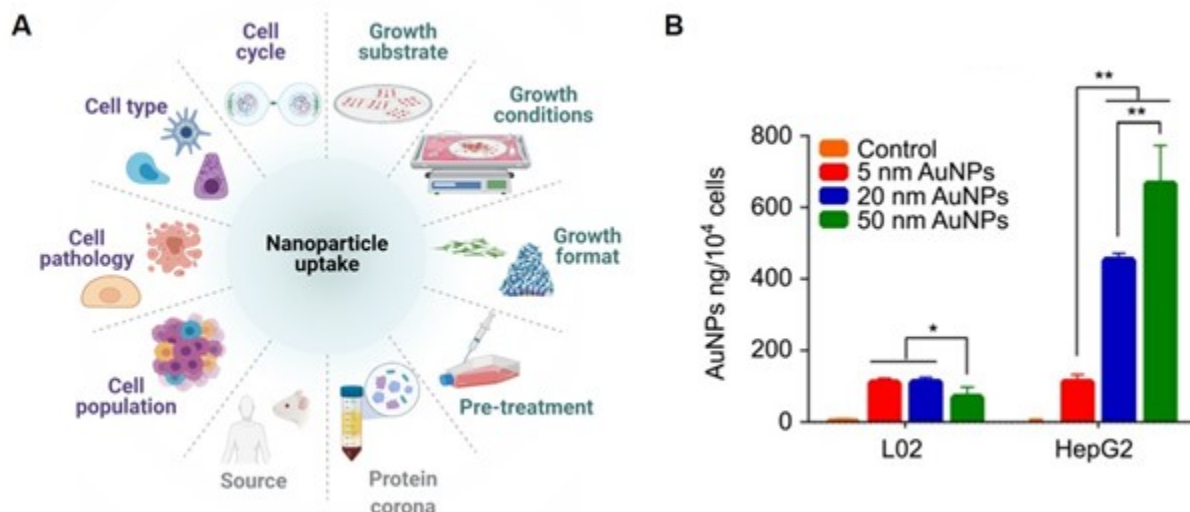 A
Cell
cycle
Growth
substrate
Growth
conditions
Growth
format
Pre-treatment
Protein
corona
Source
Cell
population
Cell
pathology
Cell type
Nanoparticle
uptake
B
**
**
800
600
400
200
0
AuNPs ng/10⁴ cells
Control
5 nm AuNPs
20 nm AuNPs
50 nm AuNPs
*
L02
HepG2